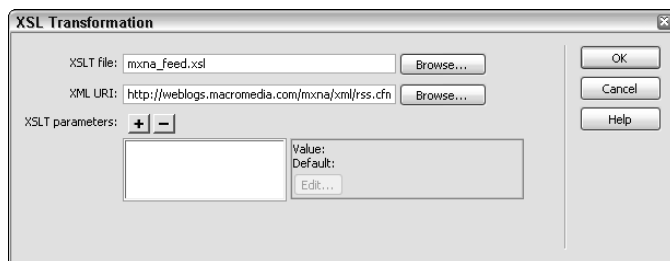 XSL Transformation
XSLT file: mxna_feed.xsl Browse... OK
XML URI: http://weblogs.macromedia.com/mxna/xml/rss.cfn Browse... Cancel
XSLT parameters: + − Help
Value:
Default:
Edit...